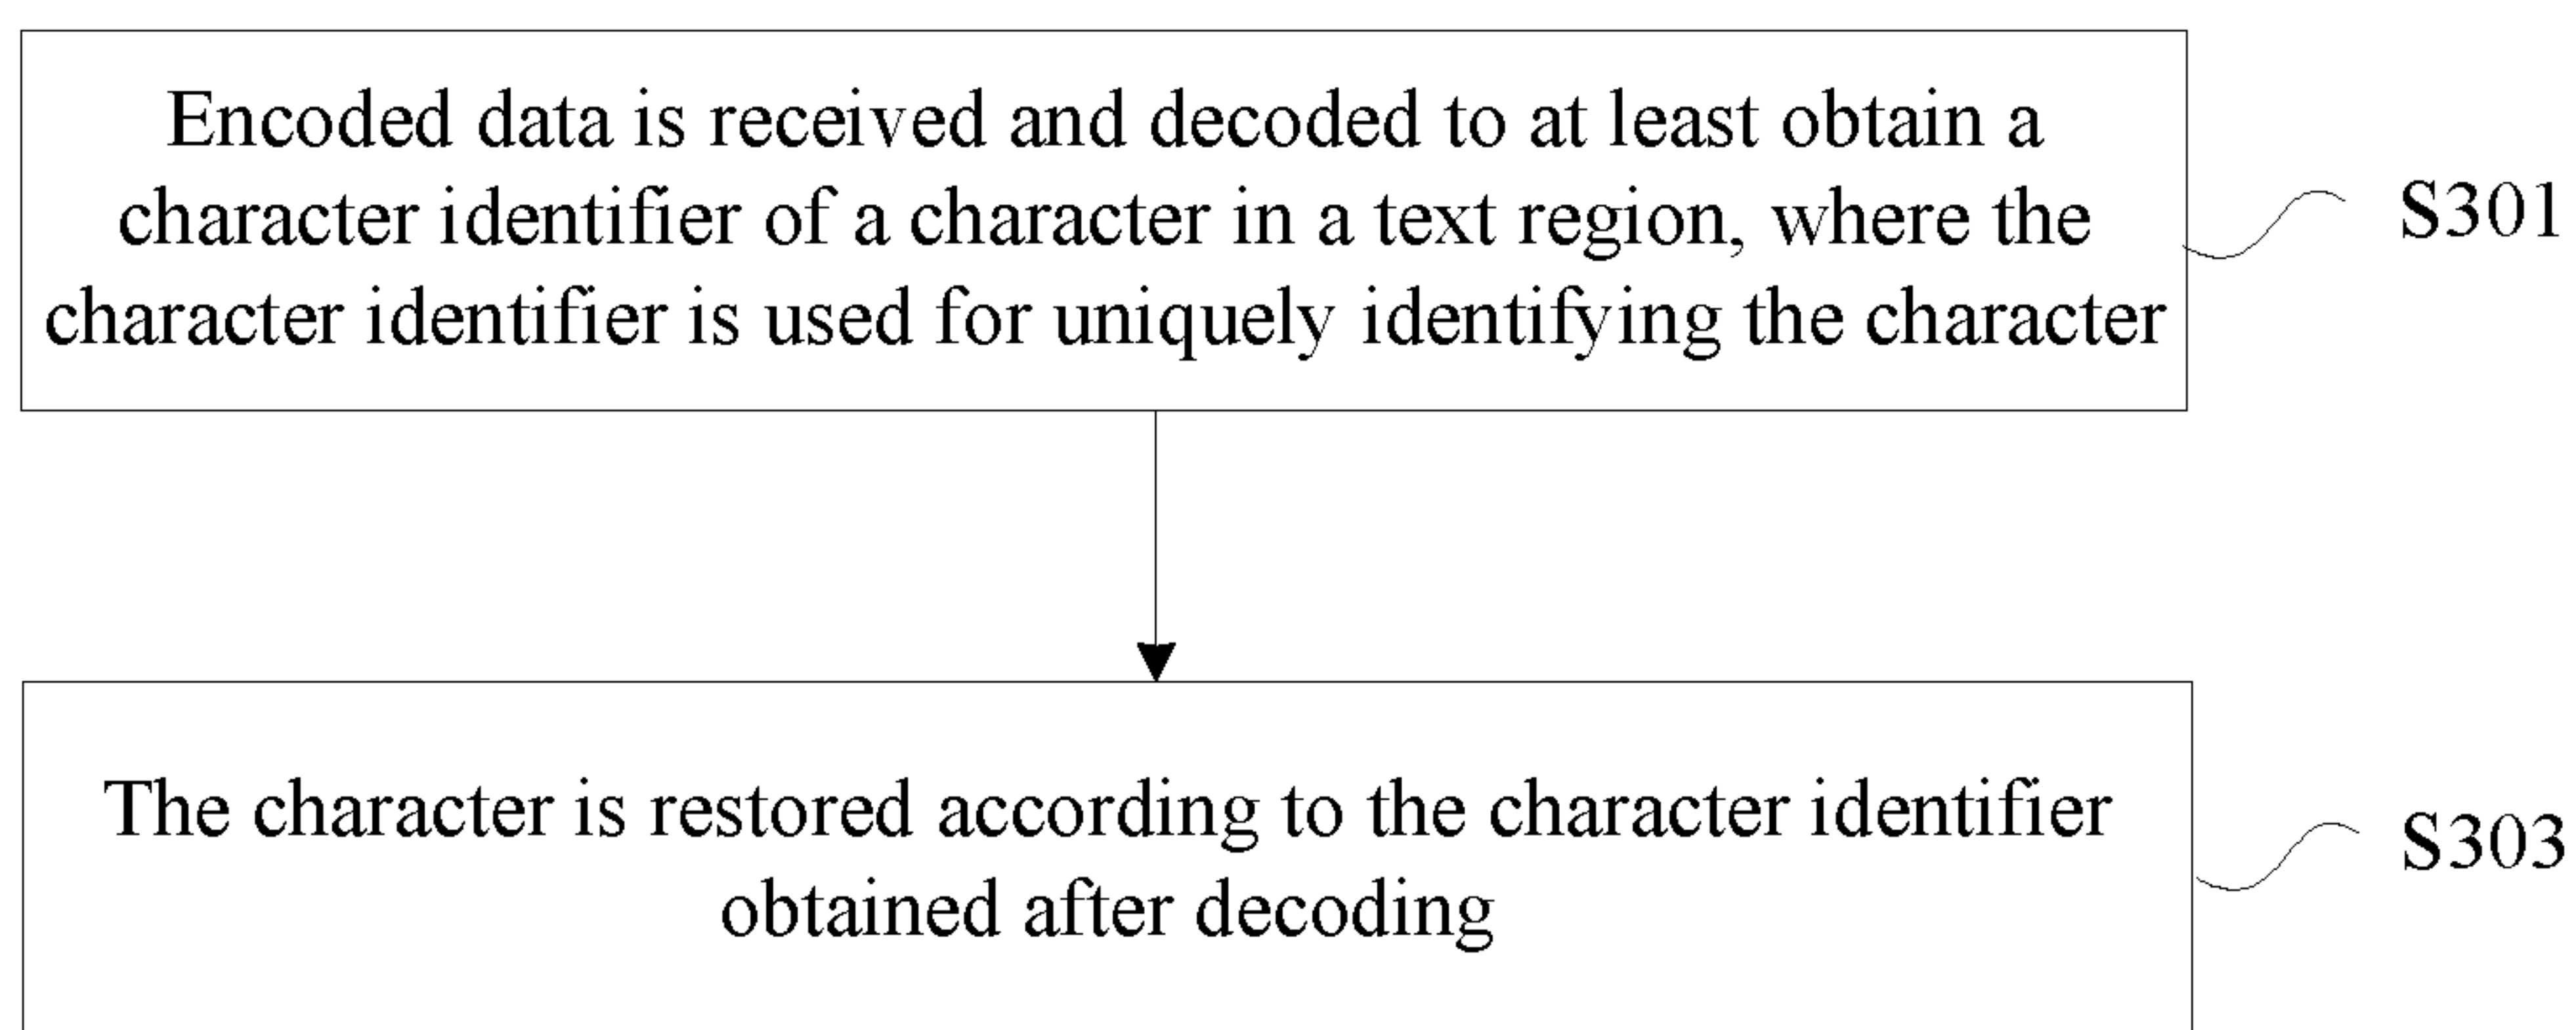 Encoded data is received and decoded to at least obtain a
character identifier of a character in a text region, where the
character identifier is used for uniquely identifying the character
S301
The character is restored according to the character identifier
obtained after decoding
S303